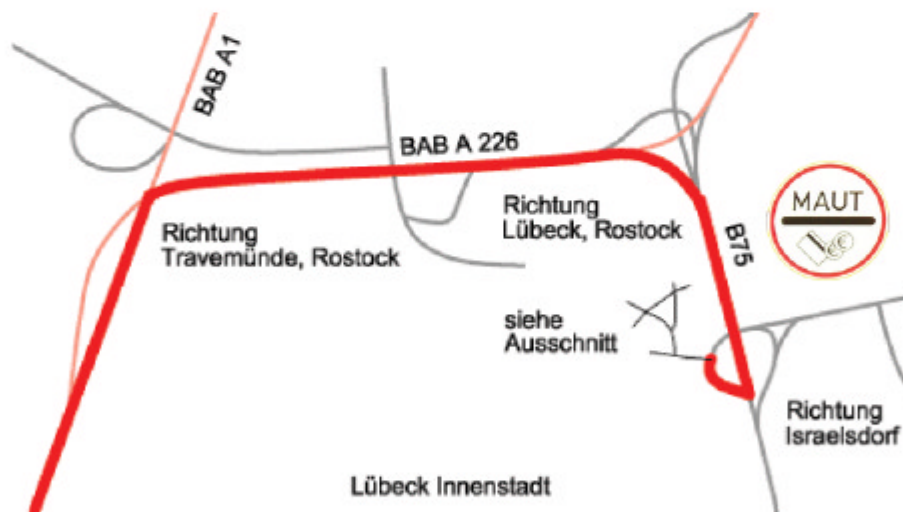 BAB A1
BAB A 226
Richtung
Travemünde, Rostock
Richtung
Lübeck, Rostock
B75
MAUT
siehe
Ausschnitt
Richtung
Israelsdorf
Lübeck Innenstadt